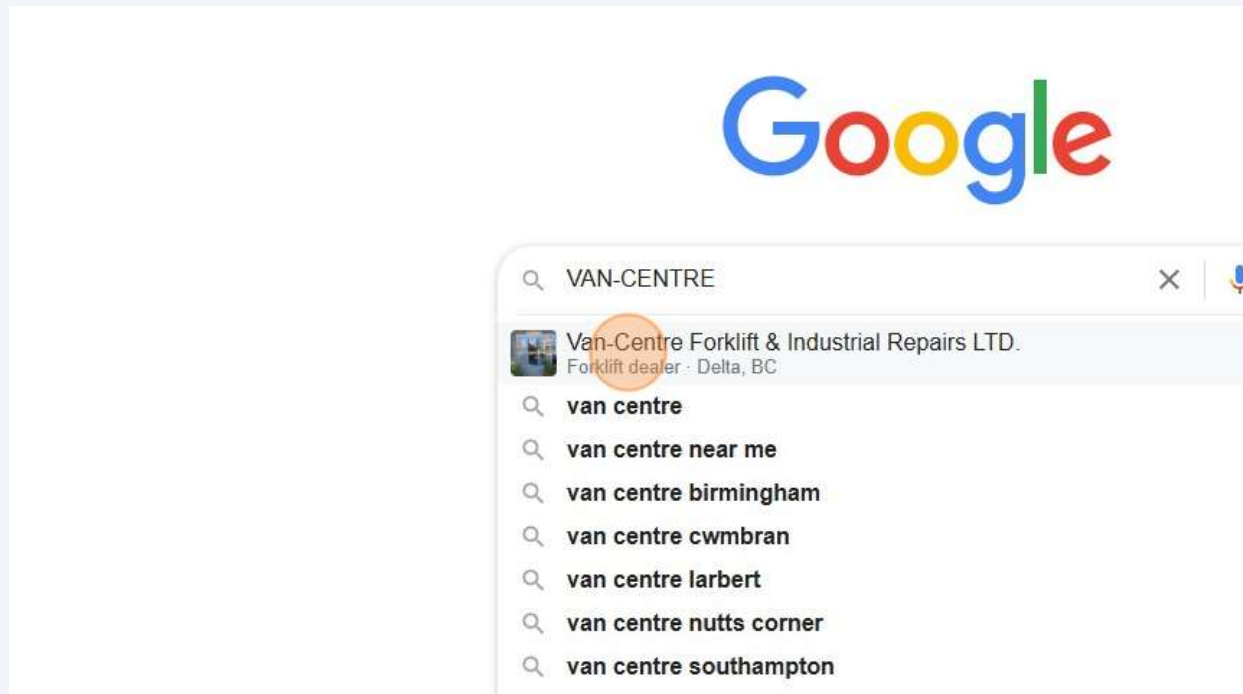 Google
VAN-CENTRE
Van-Centre Forklift & Industrial Repairs LTD.
Forklift dealer · Delta, BC
van centre
van centre near me
van centre birmingham
van centre cwmbran
van centre larbert
van centre nutts corner
van centre southampton